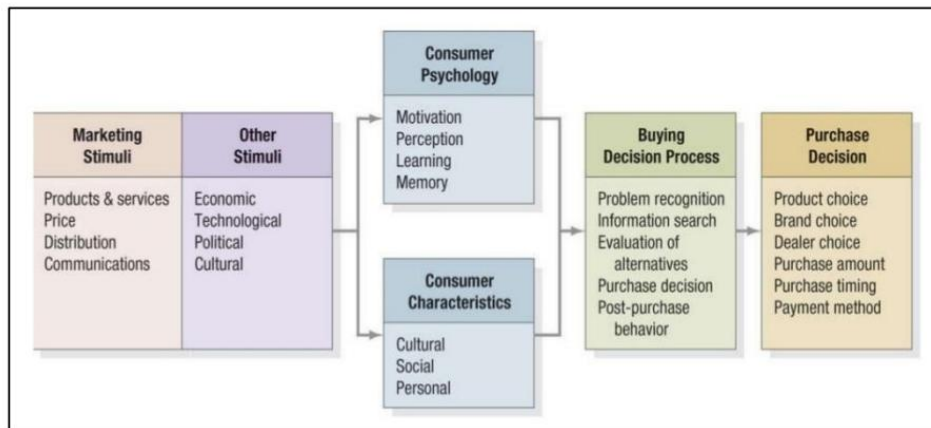 Marketing
Stimuli
Products & services
Price
Distribution
Communications
Other
Stimuli
Economic
Technological
Political
Cultural
Consumer
Psychology
Motivation
Perception
Learning
Memory
Consumer
Characteristics
Cultural
Social
Personal
Buying
Decision Process
Problem recognition
Information search
Evaluation of
alternatives
Purchase decision
Post-purchase
behavior
Purchase
Decision
Product choice
Brand choice
Dealer choice
Purchase amount
Purchase timing
Payment method